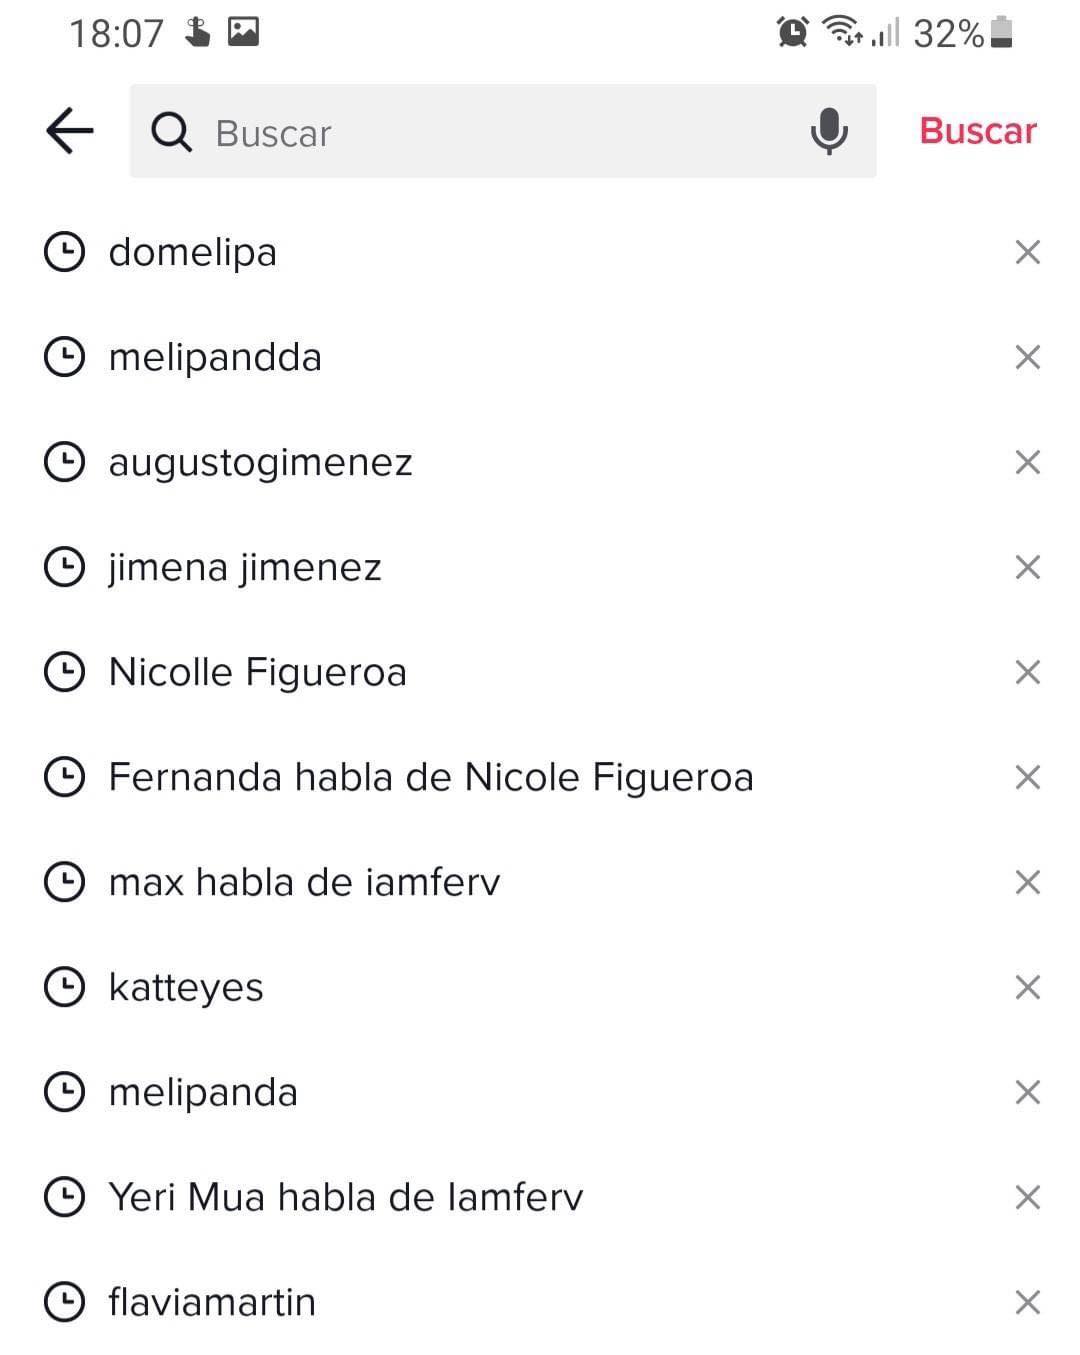 18:07 32%
Buscar Buscar
domelipa
melipandda
augustogimenez
jimena jimenez
Nicolle Figueroa
Fernanda habla de Nicole Figueroa
max habla de iamferv
katteyes
melipanda
Yeri Mua habla de Iamferv
flaviamartin